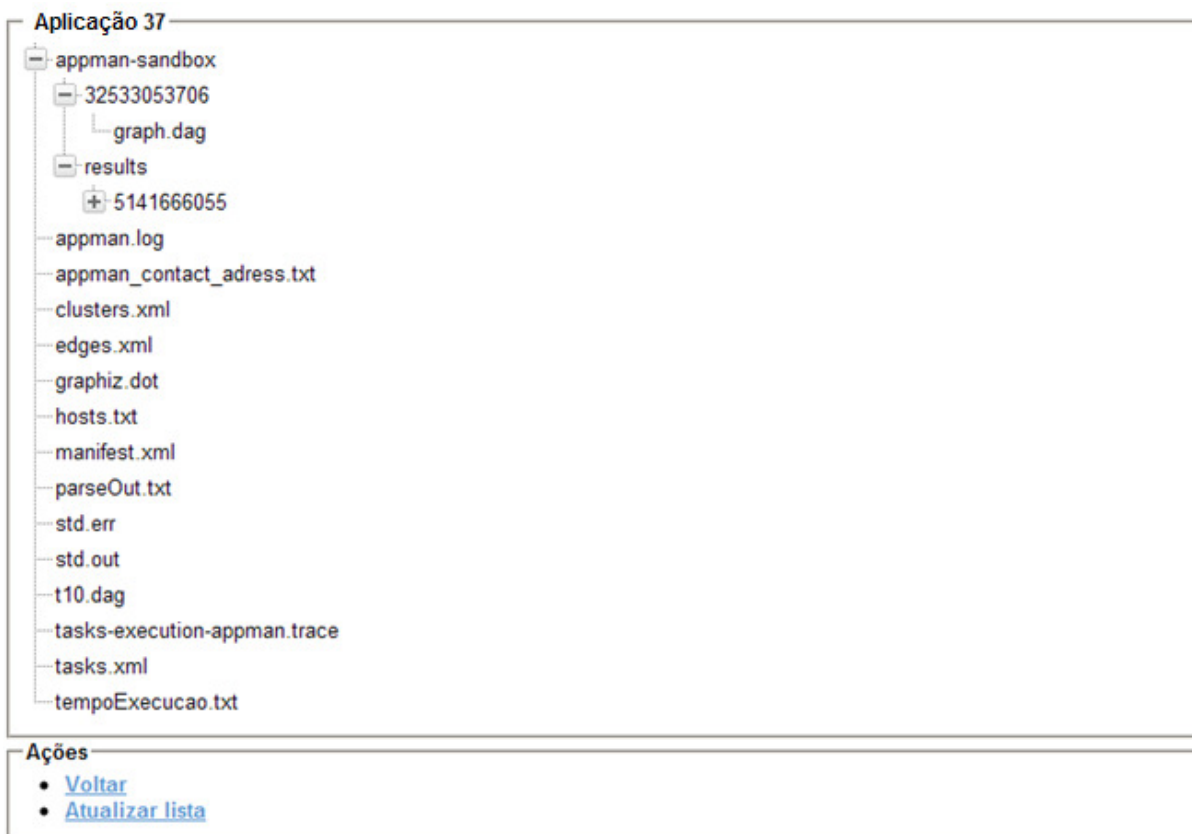 Aplicação 37
appman-sandbox
32533053706
graph.dag
results
5141666055
appman.log
appman_contact_adress.txt
clusters.xml
edges.xml
graphiz.dot
hosts.txt
manifest.xml
parseOut.txt
std.err
std.out
t10.dag
tasks-execution-appman.trace
tasks.xml
tempoExecucao.txt
Ações
Voltar
Atualizar lista